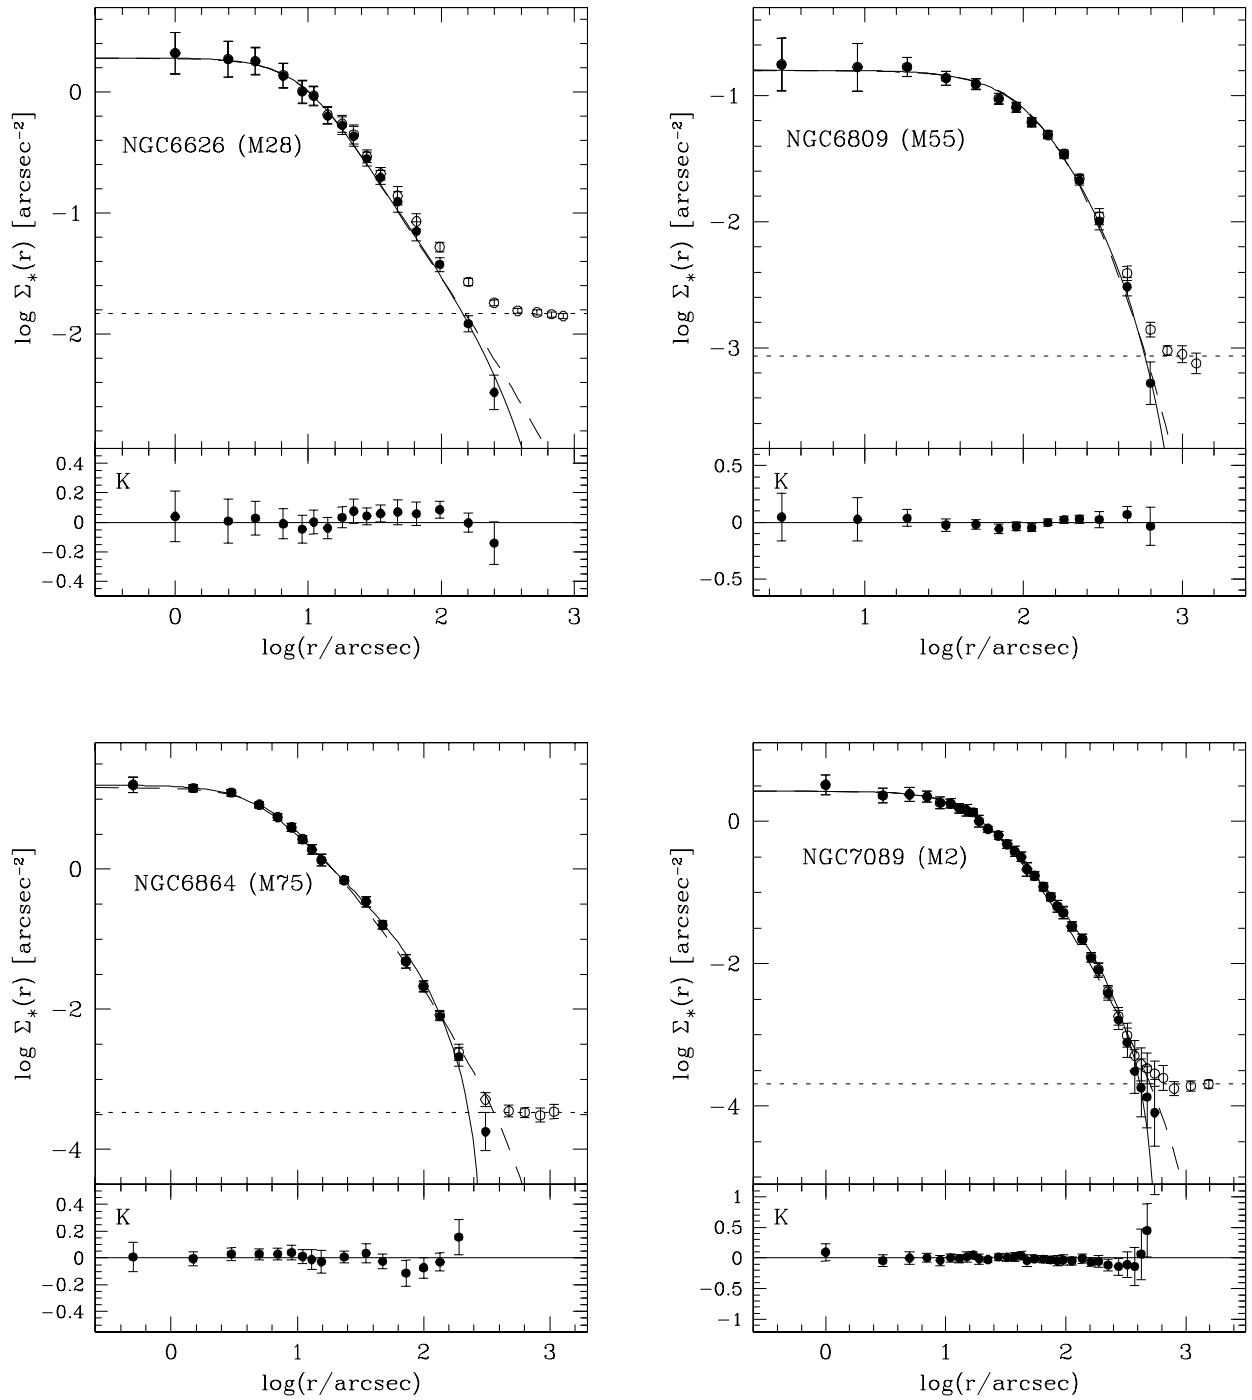 0
−1
−2
log Σ*(r) [arcsec⁻²]
NGC6626 (M28)
0.4
0.2
0
−0.2
−0.4
K
0 1 2 3
log(r/arcsec)
−1
−2
−3
log Σ*(r) [arcsec⁻²]
NGC6809 (M55)
0.5
0
−0.5
K
1 2 3
log(r/arcsec)
0
−2
−4
log Σ*(r) [arcsec⁻²]
NGC6864 (M75)
0.4
0.2
0
−0.2
−0.4
K
0 1 2 3
log(r/arcsec)
0
−2
−4
log Σ*(r) [arcsec⁻²]
NGC7089 (M2)
1
0.5
0
−0.5
−1
K
0 1 2 3
log(r/arcsec)